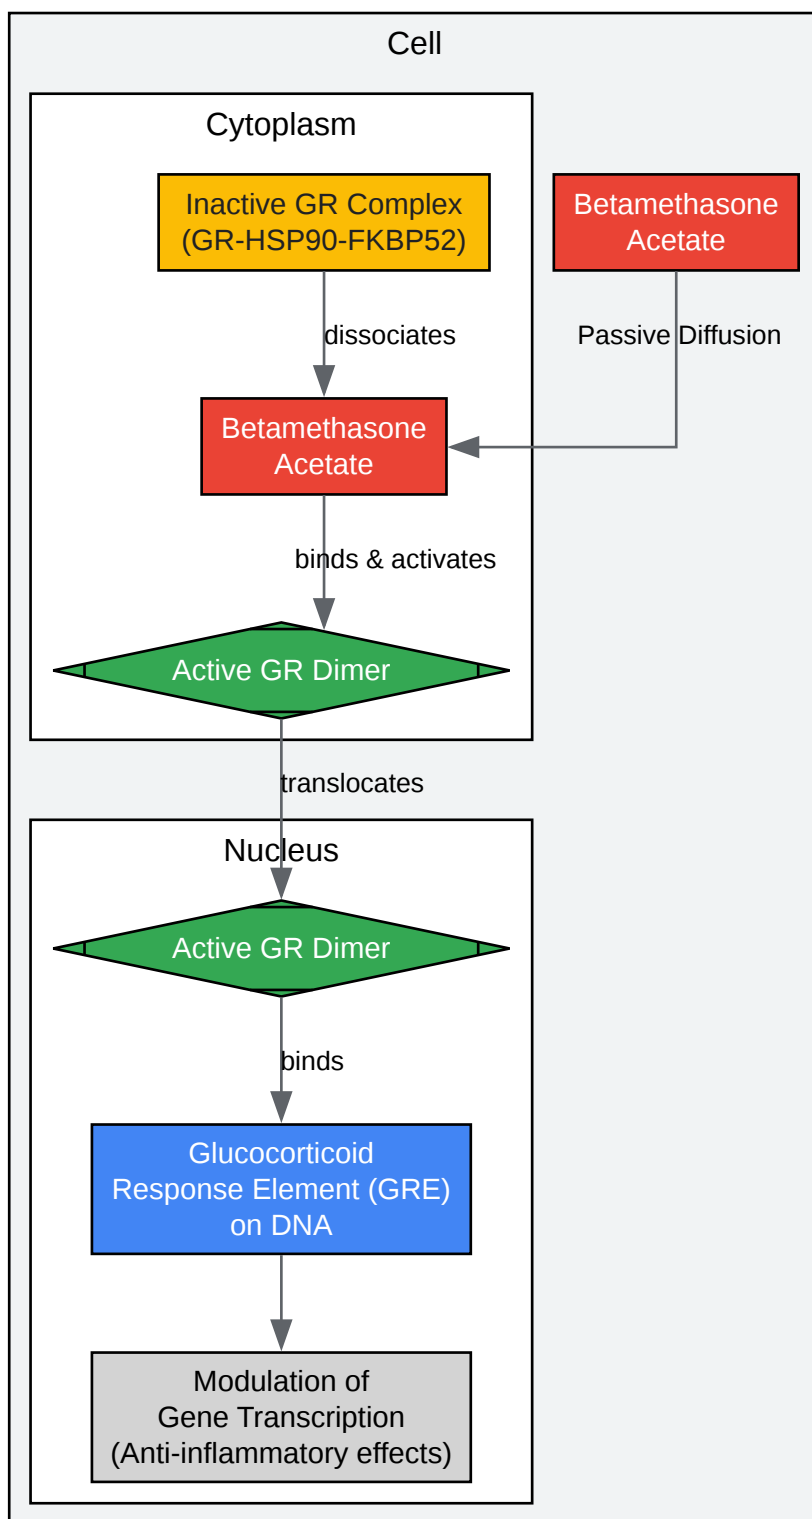 Cell
Cytoplasm
Inactive GR Complex
(GR-HSP90-FKBP52)
Betamethasone
Acetate
dissociates
Passive Diffusion
Betamethasone
Acetate
binds & activates
Active GR Dimer
translocates
Nucleus
Active GR Dimer
binds
Glucocorticoid
Response Element (GRE)
on DNA
Modulation of
Gene Transcription
(Anti-inflammatory effects)